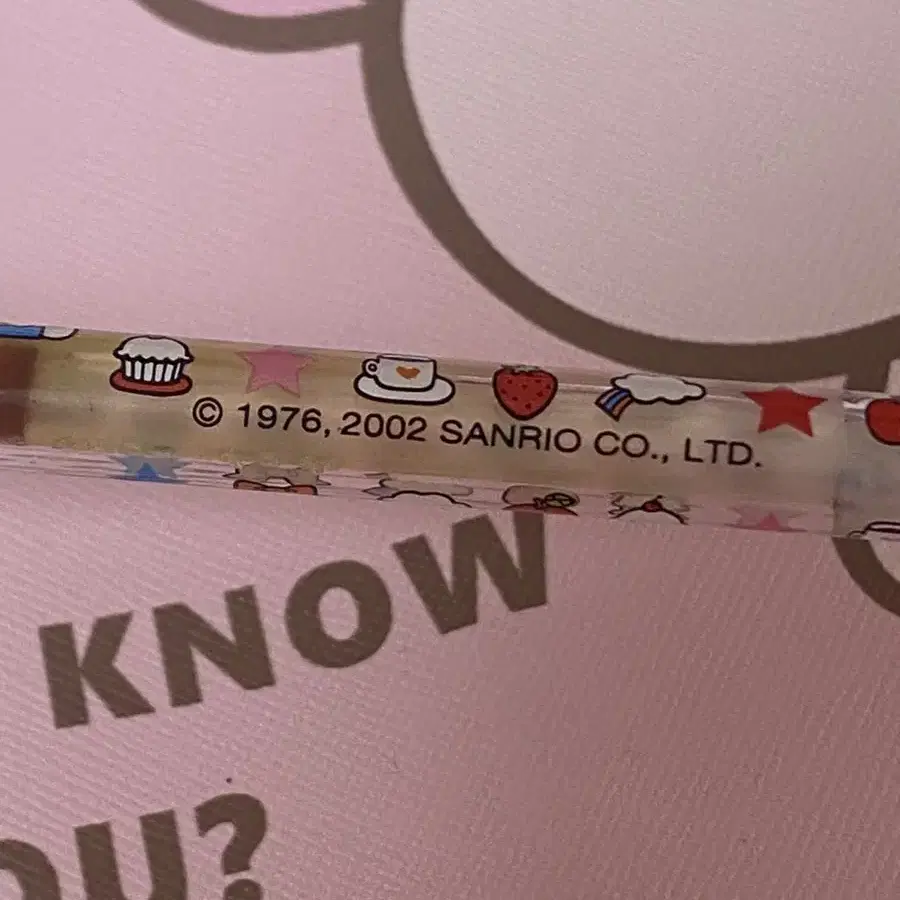 © 1976, 2002 SANRIO CO., LTD.
KNOW
OU?